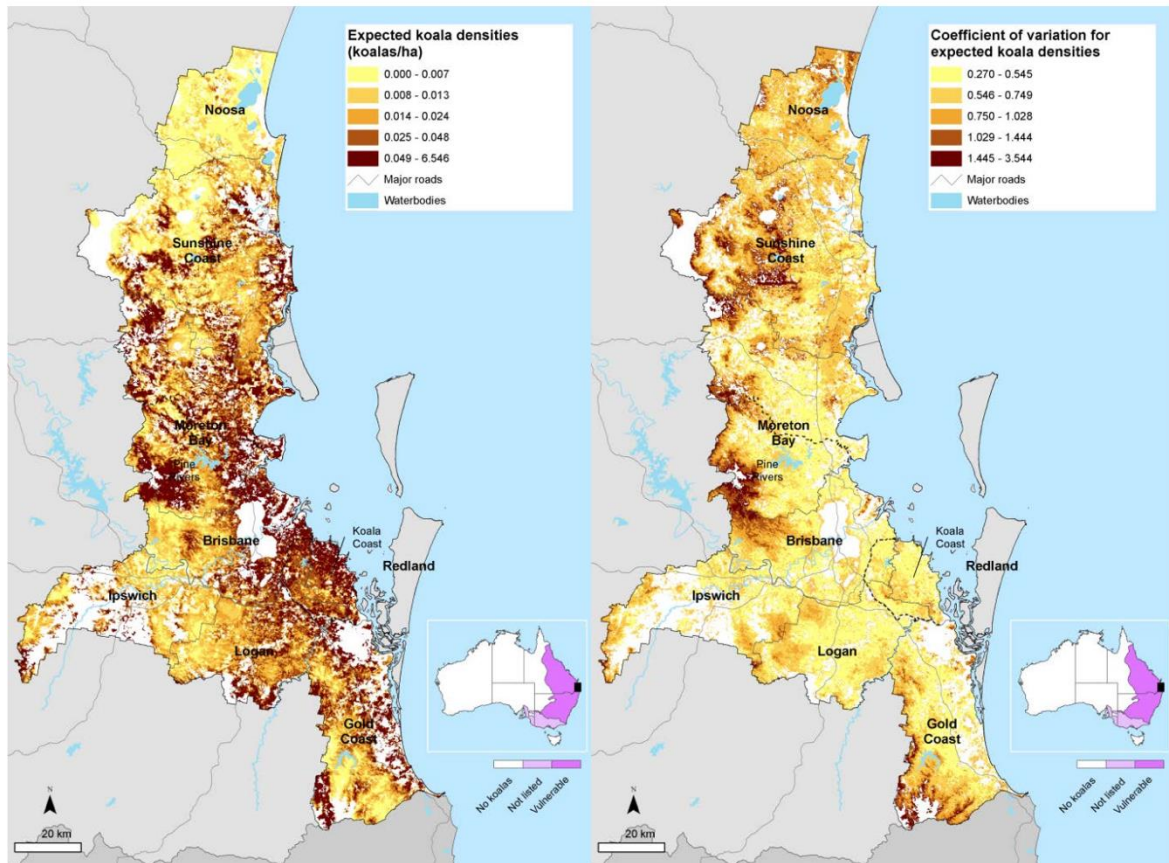 Expected koala densities
(koalas/ha)
0.000 - 0.007
0.008 - 0.013
0.014 - 0.024
0.025 - 0.048
0.049 - 6.546
Major roads
Waterbodies
Noosa
Sunshine
Coast
Moreton
Bay
Pine
Rivers
Brisbane
Koala
Coast
Redland
Ipswich
Logan
Gold
Coast
No koalas
Not listed
Vulnerable
N
20 km
Coefficient of variation for
expected koala densities
0.270 - 0.545
0.546 - 0.749
0.750 - 1.028
1.029 - 1.444
1.445 - 3.544
Major roads
Waterbodies
Noosa
Sunshine
Coast
Moreton
Bay
Pine
Rivers
Brisbane
Koala
Coast
Redland
Ipswich
Logan
Gold
Coast
No koalas
Not listed
Vulnerable
N
20 km